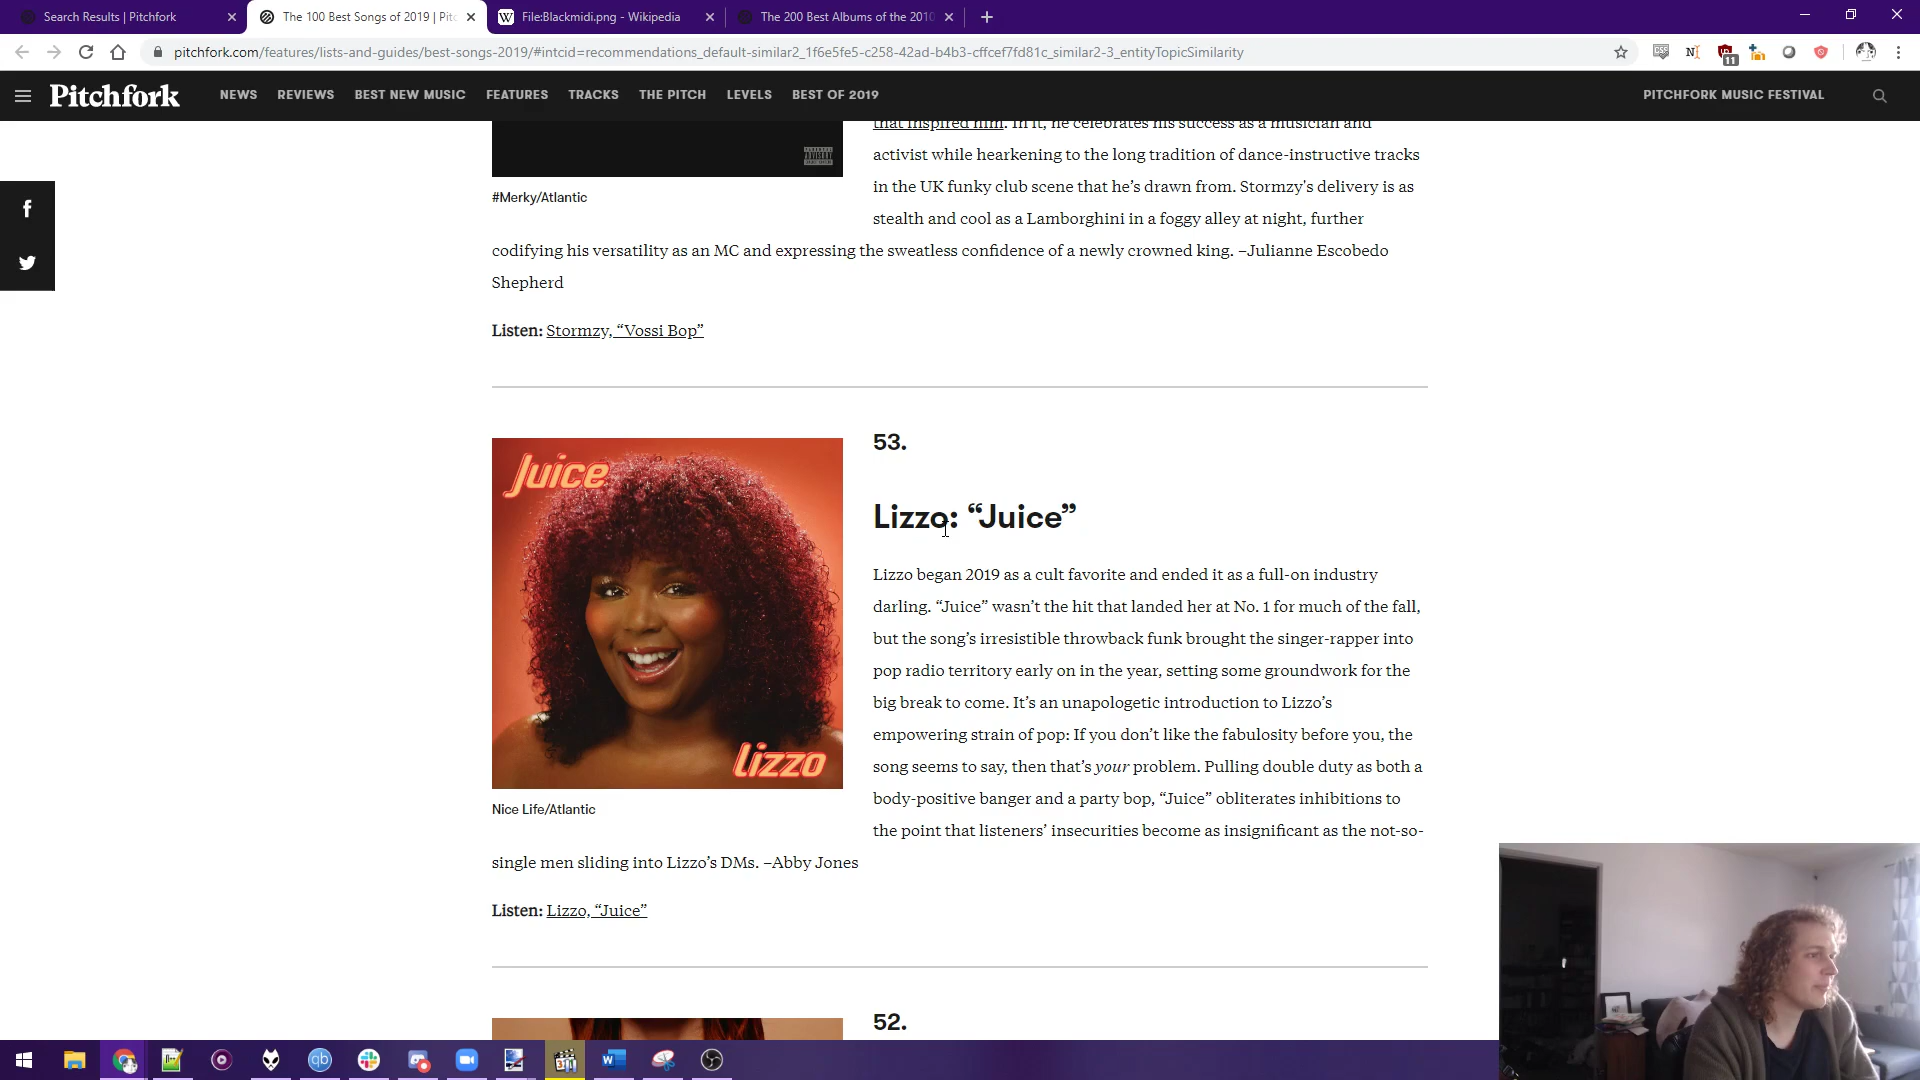 Search Results | Pitchfork
The 100 Best Songs of 2019 | Pitc
File:Blackmidi.png - Wikipedia
The 200 Best Albums of the 2010
pitchfork.com/features/lists-and-guides/best-songs-2019/#intcid=recommendations_default-similar2_1f6e5fe5-c258-42ad-b4b3-cffcef7fd81c_similar2-3_entityTopicSimilarity
11
Pitchfork
NEWS REVIEWS BEST NEW MUSIC FEATURES TRACKS THE PITCH LEVELS BEST OF 2019
PITCHFORK MUSIC FESTIVAL
that inspired him. In it, he celebrates his success as a musician and
activist while hearkening to the long tradition of dance-instructive tracks
in the UK funky club scene that he’s drawn from. Stormzy's delivery is as
stealth and cool as a Lamborghini in a foggy alley at night, further
codifying his versatility as an MC and expressing the sweatless confidence of a newly crowned king. –Julianne Escobedo
Shepherd
#Merky/Atlantic
Listen: Stormzy, “Vossi Bop”
Juice
Lizzo
Nice Life/Atlantic
53.
Lizzo: “Juice”
Lizzo began 2019 as a cult favorite and ended it as a full-on industry
darling. “Juice” wasn’t the hit that landed her at No. 1 for much of the fall,
but the song’s irresistible throwback funk brought the singer-rapper into
pop radio territory early on in the year, setting some groundwork for the
big break to come. It’s an unapologetic introduction to Lizzo’s
empowering strain of pop: If you don’t like the fabulosity before you, the
song seems to say, then that’s your problem. Pulling double duty as both a
body-positive banger and a party bop, “Juice” obliterates inhibitions to
the point that listeners’ insecurities become as insignificant as the not-so-
single men sliding into Lizzo’s DMs. –Abby Jones
Listen: Lizzo, “Juice”
52.